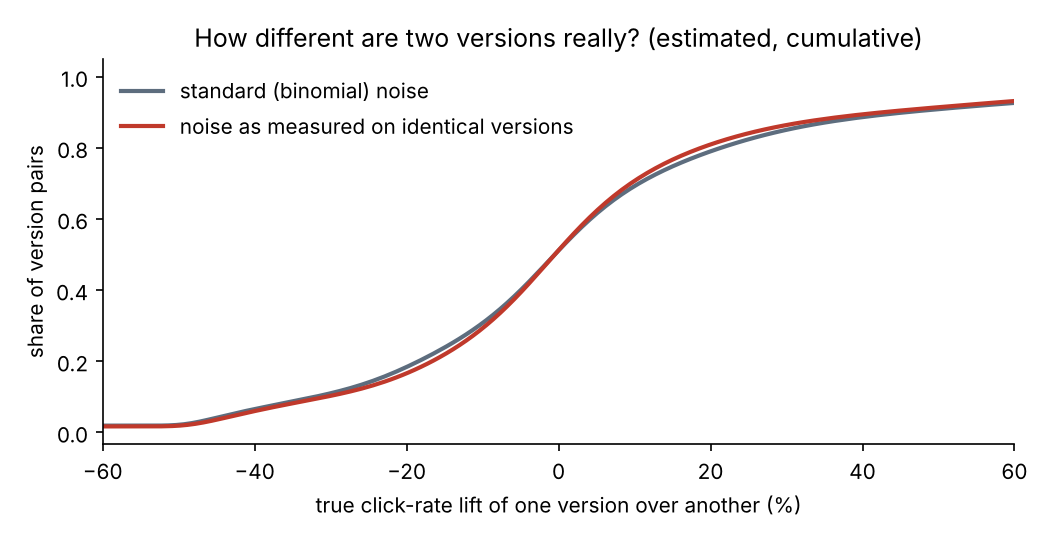 How different are two versions really? (estimated, cumulative)
standard (binomial) noise
noise as measured on identical versions
share of version pairs
1.0
0.8
0.6
0.4
0.2
0.0
−60
−40
−20
0
20
40
60
true click-rate lift of one version over another (%)